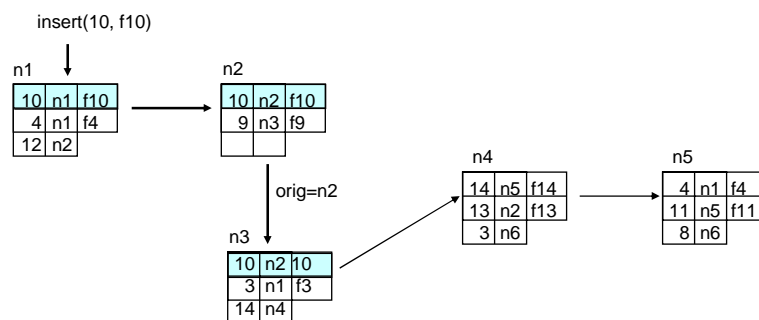 insert(10, f10)
n1
10 n1 f10
4 n1 f4
12 n2
n2
10 n2 f10
9 n3 f9
orig=n2
n3
10 n2 10
3 n1 f3
14 n4
n4
14 n5 f14
13 n2 f13
3 n6
n5
4 n1 f4
11 n5 f11
8 n6